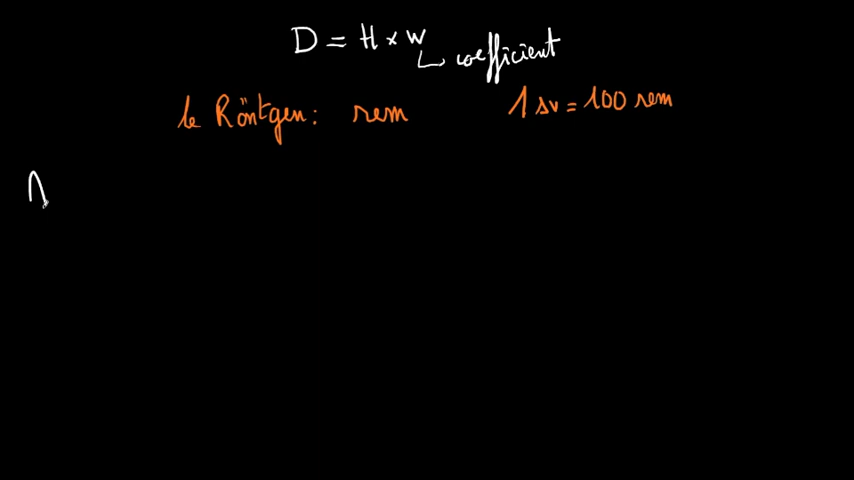 D = H × w
↳ coefficient
le Röntgen : rem 1 sv = 100 rem